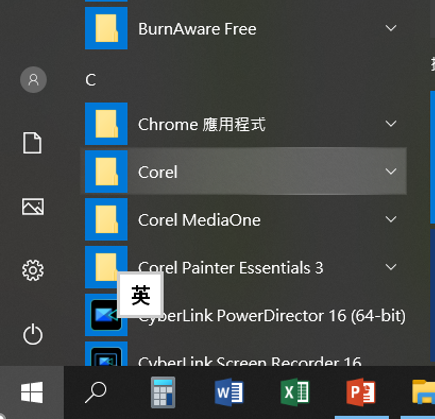 BurnAware Free
C
Chrome 應用程式
Corel
Corel MediaOne
Corel Painter Essentials 3
英
CyberLink PowerDirector 16 (64-bit)
CyberLink Screen Recorder 16